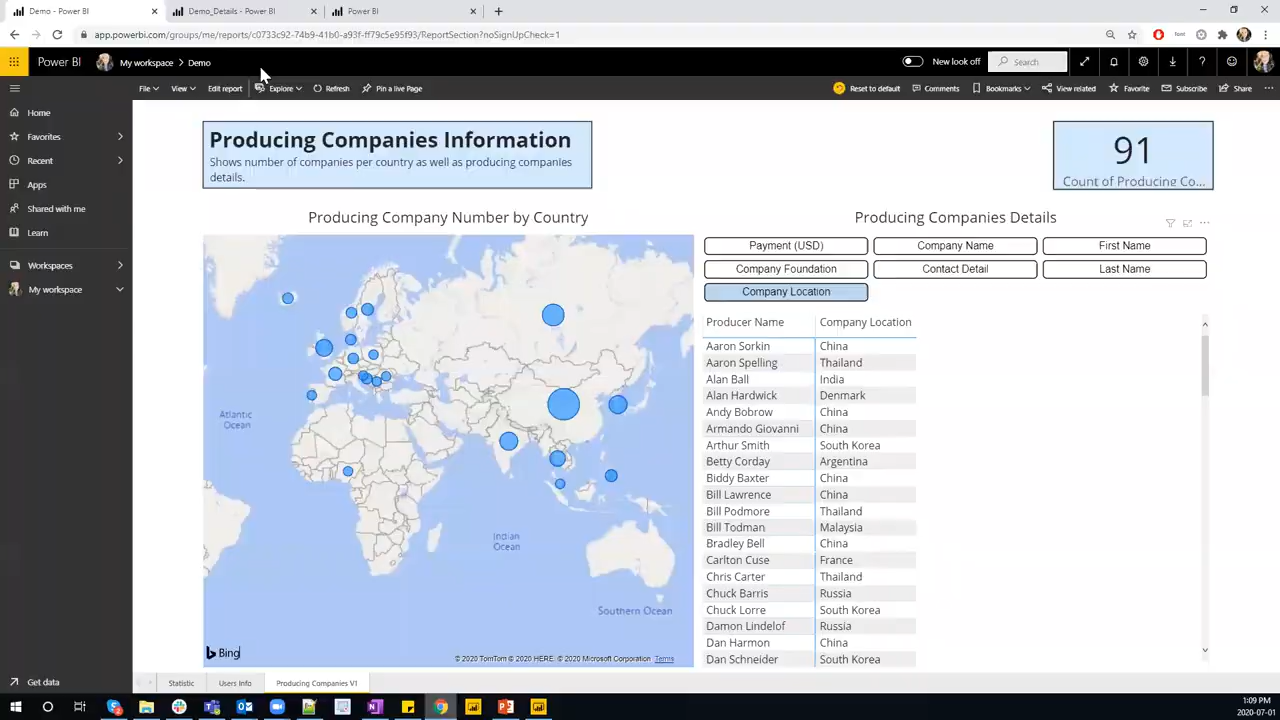 Demo - Power BI
Demo_Details - Power BI
Power BI
app.powerbi.com/groups/me/reports/c0733c92-74b9-41b0-a93f-ff79c5e95f93/ReportSection?noSignUpCheck=1
Power BI My workspace > Demo
New look off
Search
File View Edit report Explore Refresh Pin a live Page
Reset to default Comments Bookmarks View related Favorite Subscribe Share
Home
Favorites
Recent
Apps
Shared with me
Learn
Workspaces
My workspace
Get data
Producing Companies Information
Shows number of companies per country as well as producing companies
details.
91
Count of Producing Co...
Producing Company Number by Country
Atlantic
Ocean
Indian
Ocean
Southern Ocean
Bing
© 2020 TomTom © 2020 HERE, © 2020 Microsoft Corporation Terms
Producing Companies Details
Payment (USD) Company Name First Name
Company Foundation Contact Detail Last Name
Company Location
Producer Name Company Location
Aaron Sorkin China
Aaron Spelling Thailand
Alan Ball India
Alan Hardwick Denmark
Andy Bobrow China
Armando Giovanni China
Arthur Smith South Korea
Betty Corday Argentina
Biddy Baxter China
Bill Lawrence China
Bill Podmore Thailand
Bill Todman Malaysia
Bradley Bell China
Carlton Cuse France
Chris Carter Thailand
Chuck Barris Russia
Chuck Lorre South Korea
Damon Lindelof Russia
Dan Harmon China
Dan Schneider South Korea
Statistic Users Info Producing Companies V1
1:09 PM
2020-07-01